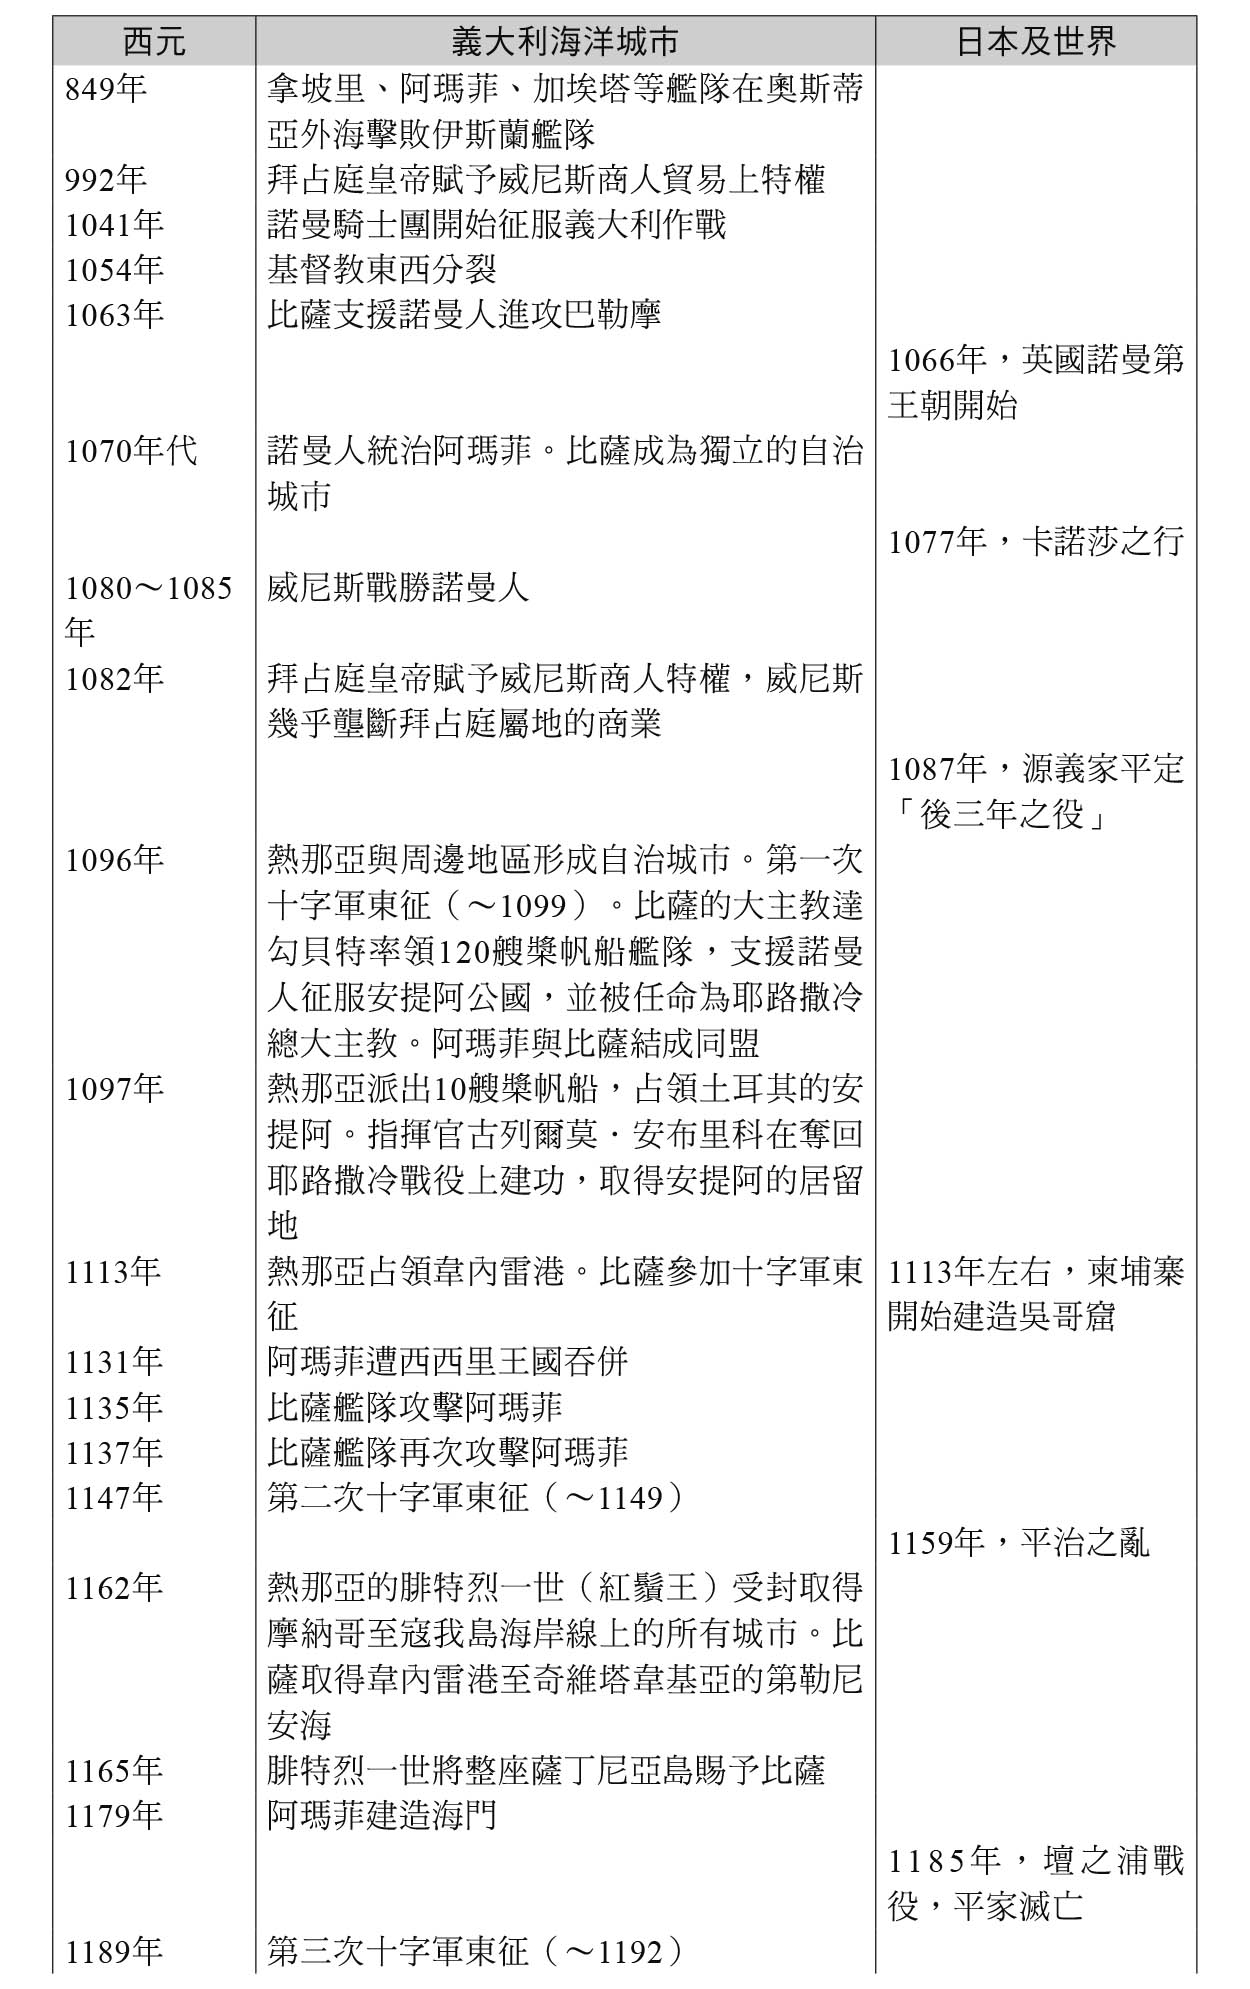 西元
義大利海洋城市
日本及世界
849年
拿坡里、阿瑪菲、加埃塔等艦隊在奧斯蒂
亞外海擊敗伊斯蘭艦隊
992年
拜占庭皇帝賦予威尼斯商人貿易上特權
1041年
諾曼騎士團開始征服義大利作戰
1054年
基督教東西分裂
1063年
比薩支援諾曼人進攻巴勒摩
1066年，英國諾曼第
王朝開始
1070年代
諾曼人統治阿瑪菲。比薩成為獨立的自治
城市
1077年，卡諾莎之行
1080～1085
年
威尼斯戰勝諾曼人
1082年
拜占庭皇帝賦予威尼斯商人特權，威尼斯
幾乎壟斷拜占庭屬地的商業
1087年，源義家平定
「後三年之役」
1096年
熱那亞與周邊地區形成自治城市。第一次
十字軍東征（～1099）。比薩的大主教達
勾貝特率領120艘槳帆船艦隊，支援諾曼
人征服安提阿公國，並被任命為耶路撒冷
總大主教。阿瑪菲與比薩結成同盟
1097年
熱那亞派出10艘槳帆船，占領土耳其的安
提阿。指揮官古列爾莫．安布里科在奪回
耶路撒冷戰役上建功，取得安提阿的居留
地
1113年
熱那亞占領韋內雷港。比薩參加十字軍東
征
1113年左右，柬埔寨
開始建造吳哥窟
1131年
阿瑪菲遭西西里王國吞併
1135年
比薩艦隊攻擊阿瑪菲
1137年
比薩艦隊再次攻擊阿瑪菲
1147年
第二次十字軍東征（～1149）
1159年，平治之亂
1162年
熱那亞的腓特烈一世（紅鬚王）受封取得
摩納哥至寇我島海岸線上的所有城市。比
薩取得韋內雷港至奇維塔韋基亞的第勒尼
安海
1165年
腓特烈一世將整座薩丁尼亞島賜予比薩
1179年
阿瑪菲建造海門
1185年，壇之浦戰
役，平家滅亡
1189年
第三次十字軍東征（～1192）